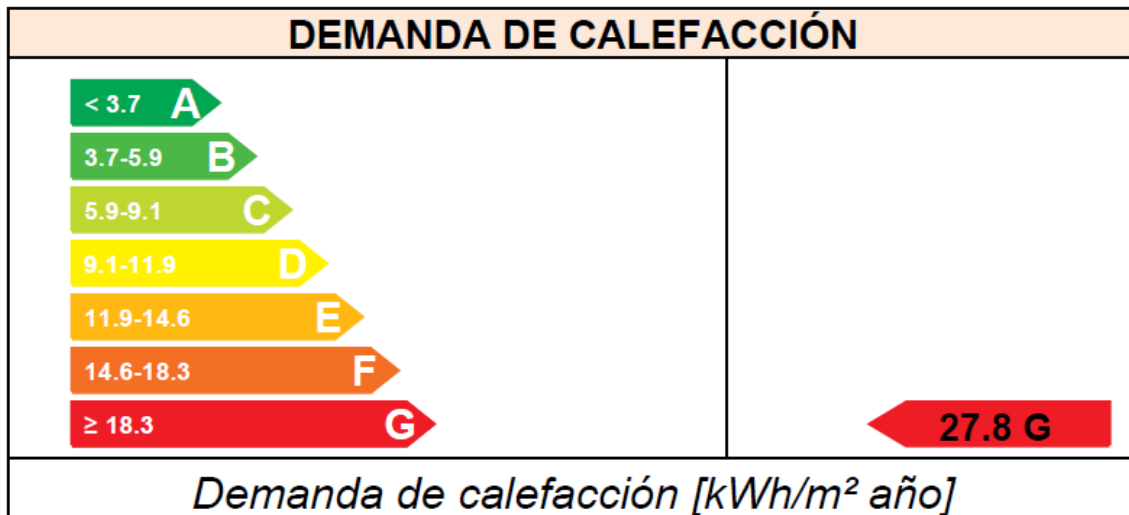 DEMANDA DE CALEFACCIÓN
< 3.7 A
3.7-5.9 B
5.9-9.1 C
9.1-11.9 D
11.9-14.6 E
14.6-18.3 F
≥ 18.3 G
27.8 G
Demanda de calefacción [kWh/m² año]